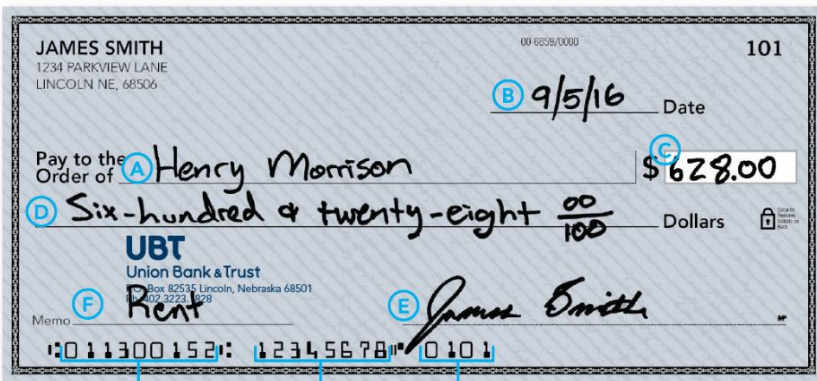 JAMES SMITH
1234 PARKVIEW LANE
LINCOLN NE, 68506
00-6859/0000
101
B 9/5/16 Date
Pay to the
Order of A Henry Morrison
C $ 628.00
D Six-hundred & twenty-eight 00/100 Dollars
UBT
Union Bank & Trust
Box 82535 Lincoln, Nebraska 68501
Memo F Rent
E James Smith
⑆011300152⑆ 12345678⑈ 0101